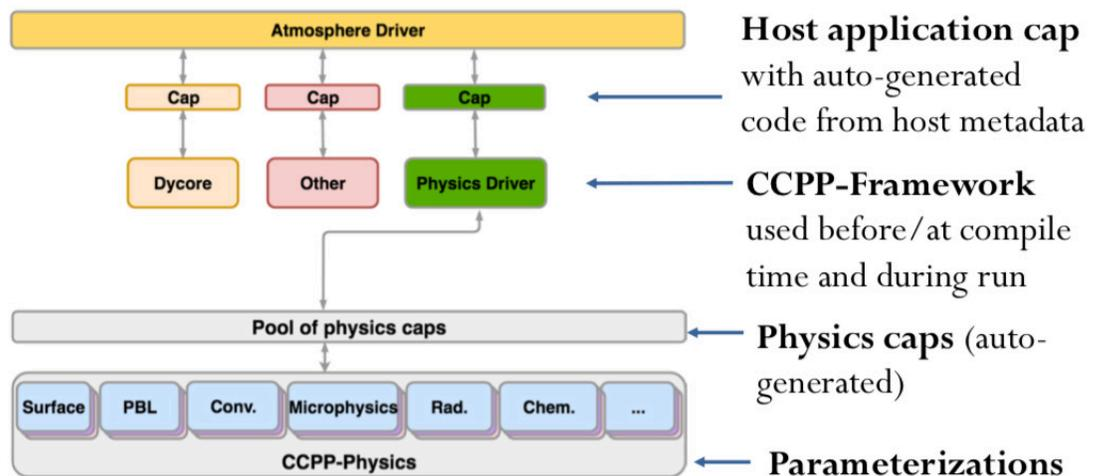 Atmosphere Driver
Cap
Cap
Cap
Host application cap
with auto-generated
code from host metadata
Dycore
Other
Physics Driver
CCPP-Framework
used before/at compile
time and during run
Pool of physics caps
Physics caps (auto-
generated)
Surface
PBL
Conv.
Microphysics
Rad.
Chem.
...
CCPP-Physics
Parameterizations